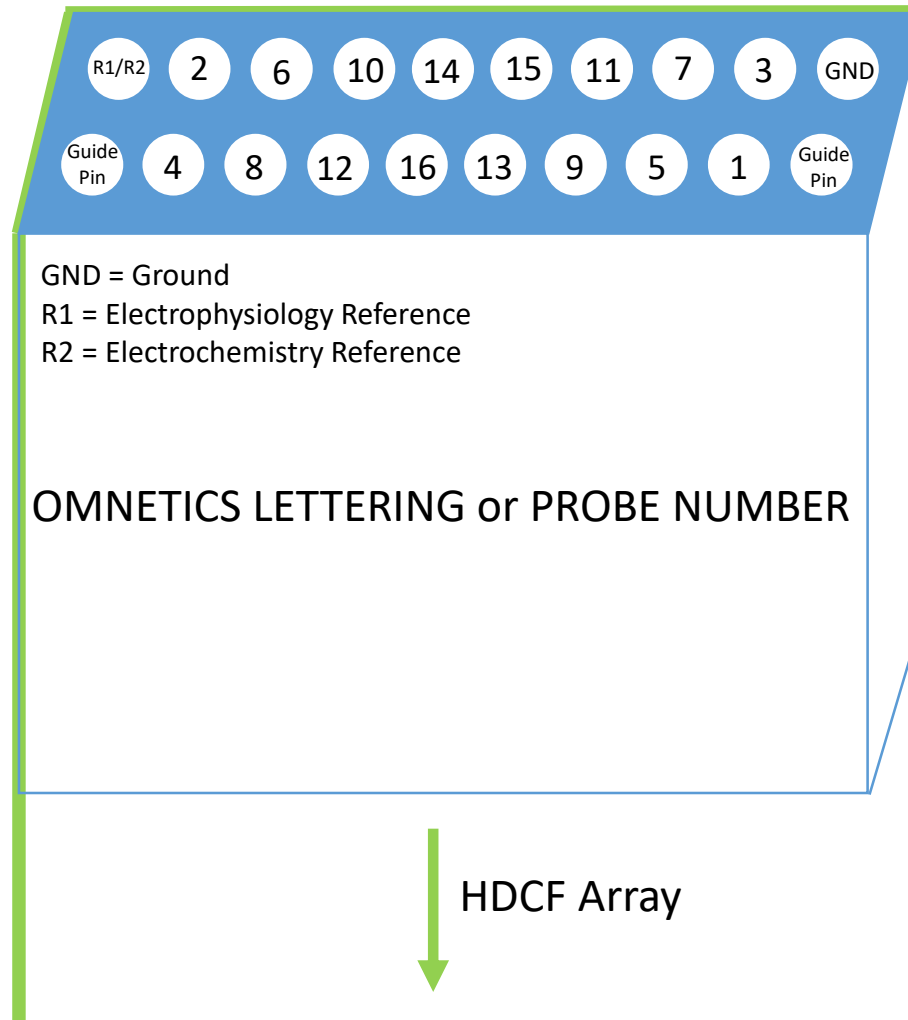 R1/R2 2 6 10 14 15 11 7 3 GND
Guide Pin 4 8 12 16 13 9 5 1 Guide Pin
GND = Ground
R1 = Electrophysiology Reference
R2 = Electrochemistry Reference
OMNETICS LETTERING or PROBE NUMBER
HDCF Array